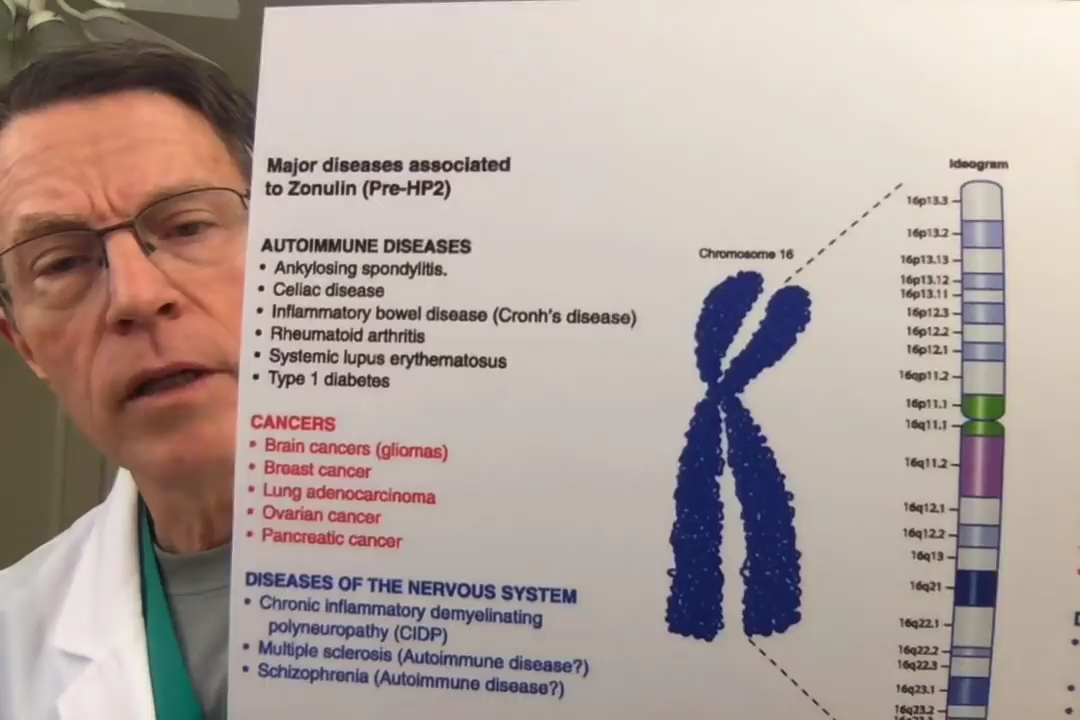 Major diseases associated
to Zonulin (Pre-HP2)
AUTOIMMUNE DISEASES
• Ankylosing spondylitis.
• Celiac disease
• Inflammatory bowel disease (Cronh's disease)
• Rheumatoid arthritis
• Systemic lupus erythematosus
• Type 1 diabetes
CANCERS
• Brain cancers (gliomas)
• Breast cancer
• Lung adenocarcinoma
• Ovarian cancer
• Pancreatic cancer
DISEASES OF THE NERVOUS SYSTEM
• Chronic inflammatory demyelinating
polyneuropathy (CIDP)
• Multiple sclerosis (Autoimmune disease?)
• Schizophrenia (Autoimmune disease?)
Chromosome 16
Ideogram
16p13.3
16p13.2
16p13.13
16p13.12
16p13.11
16p12.3
16p12.2
16p12.1
16qp11.2
16p11.1
16q11.1
16q11.2
16q12.1
16q12.2
16q13
16q21
16q22.1
16q22.2
16q22.3
16q23.1
16q23.2